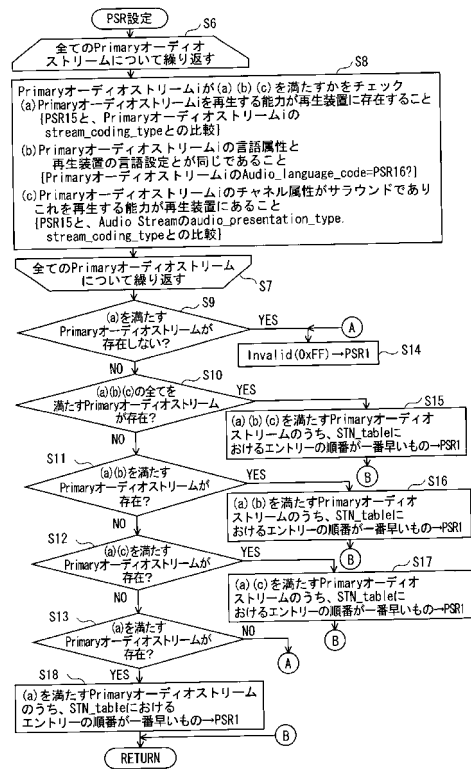 PSR設定
S6
全てのPrimaryオーディオ
ストリームについて繰り返す
S8
Primaryオーディオストリームiが(a)(b)(c)を満たすかをチェック
(a)Primaryオーディオストリームiを再生する能力が再生装置に存在すること
{PSR15と、Primaryオーディオストリームiの
stream_coding_typeとの比較}
(b)Primaryオーディオストリームiの言語属性と
再生装置の言語設定とが同じであること
{PrimaryオーディオストリームiのAudio_language_code=PSR16?}
(c)Primaryオーディオストリームiのチャネル属性がサラウンドであり
これを再生する能力が再生装置にあること
{PSR15と、Audio Streamのaudio_presentation_type.
stream_coding_typeとの比較}
全てのPrimaryオーディオストリーム
について繰り返す
S7
S9
(a)を満たす
Primaryオーディオストリームが
存在しない?
YES
A
Invalid(0xFF)→PSR1
S14
NO
S10
(a)(b)(c)の全てを
満たすPrimaryオーディオストリーム
が存在?
YES
S15
(a)(b)(c)を満たすPrimaryオーディオ
ストリームのうち、STN_tableに
おけるエントリーの順番が一番早いもの→PSR1
B
NO
S11
(a)(b)を満たす
Primaryオーディオストリームが
存在?
YES
S16
(a)(b)を満たすPrimaryオーディオ
ストリームのうち、STN_tableに
おけるエントリーの順番が一番早いもの→PSR1
B
NO
S12
(a)(c)を満たす
Primaryオーディオストリームが
存在?
YES
S17
(a)(c)を満たすPrimaryオーディオ
ストリームのうち、STN_tableに
おけるエントリーの順番が一番早いもの→PSR1
B
NO
S13
(a)を満たす
Primaryオーディオストリームが
存在?
NO
A
YES
S18
(a)を満たすPrimaryオーディオストリーム
のうち、STN_tableにおける
エントリーの順番が一番早いもの→PSR1
B
RETURN